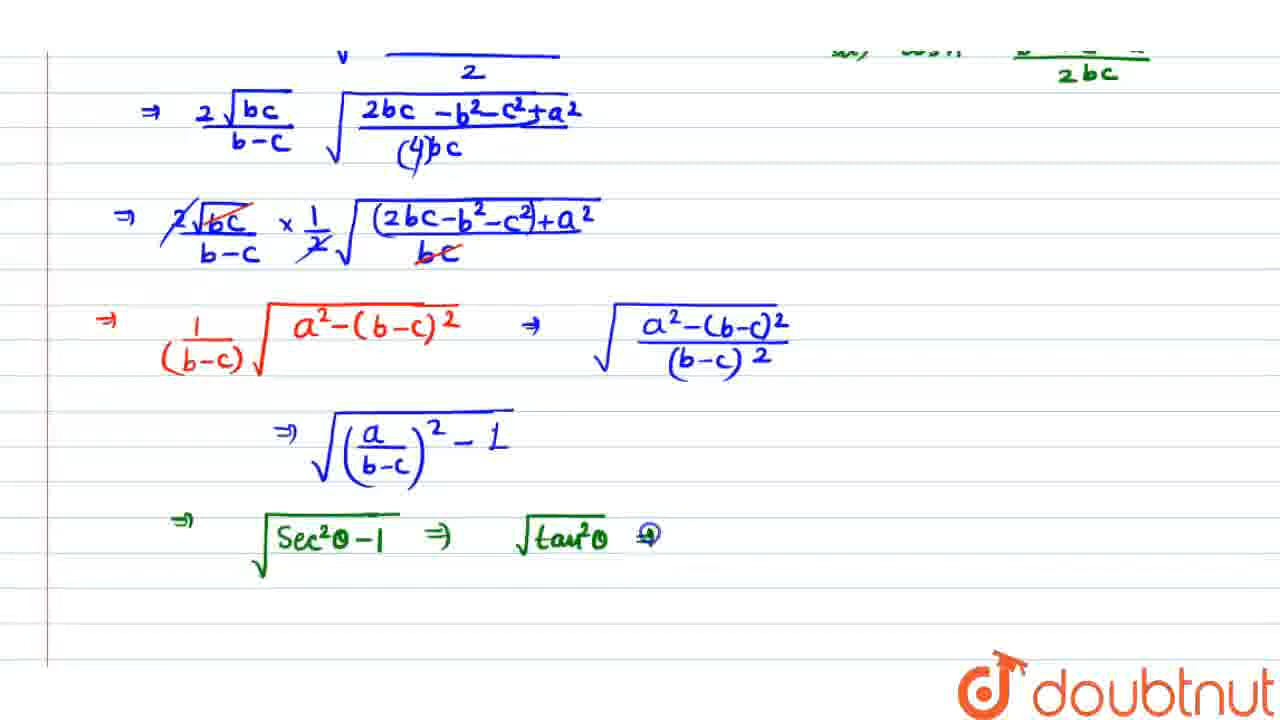 2
2bc
⇒ 2√bc / b-c √(2bc - b² - c² + a² / (4)bc)
⇒ 2√bc / b-c × 1/2 √((2bc - b² - c²) + a² / bc)
⇒ 1/(b-c) √(a² - (b-c)²) ⇒ √(a² - (b-c)² / (b-c)²)
⇒ √((a/b-c)² - 1)
⇒ √(Sec²θ - 1) ⇒ √(tan²θ) ⇒
doubtnut